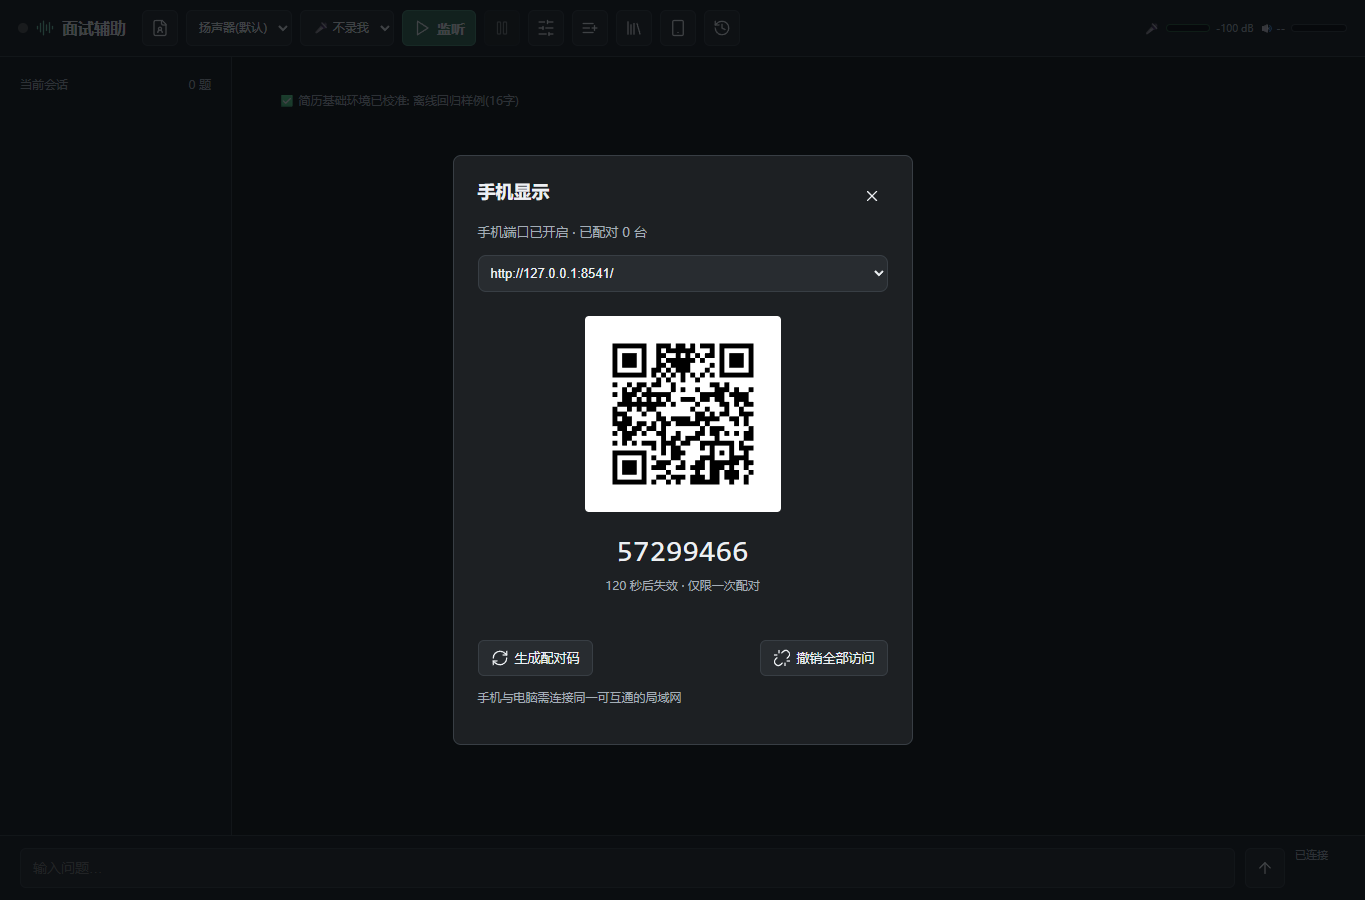 面试辅助
扬声器(默认)
不录我
监听
-100 dB
--
当前会话
0 题
简历基础环境已校准: 离线回归样例(16字)
手机显示
手机端口已开启 · 已配对 0 台
http://127.0.0.1:8541/
57299466
120 秒后失效 · 仅限一次配对
生成配对码
撤销全部访问
手机与电脑需连接同一可互通的局域网
输入问题...
已连接